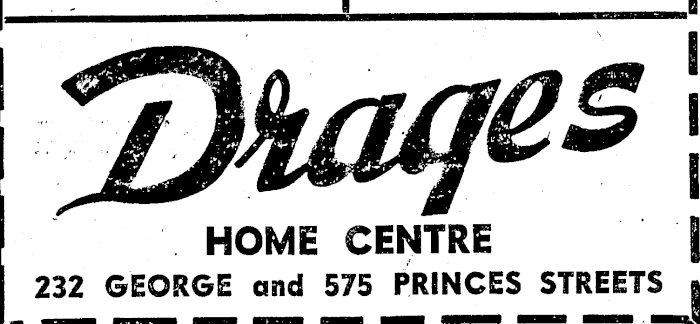 Drages
HOME CENTRE
232 GEORGE and 575 PRINCES STREETS